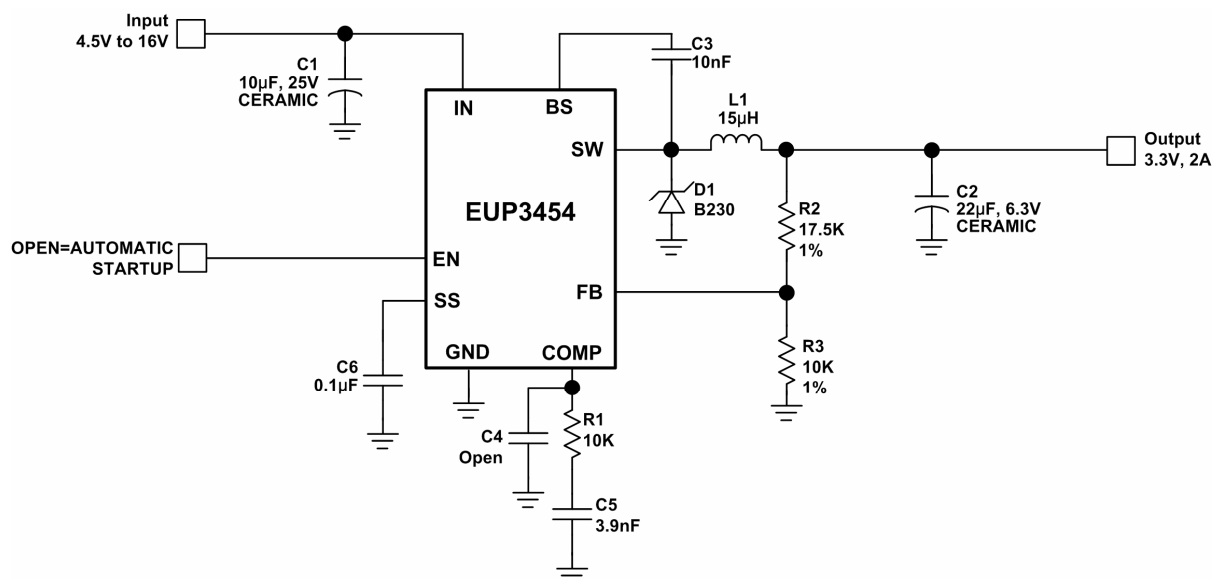 Input
4.5V to 16V
C1
10µF, 25V
CERAMIC
IN
BS
C3
10nF
SW
L1
15µH
Output
3.3V, 2A
D1
B230
R2
17.5K
1%
C2
22µF, 6.3V
CERAMIC
EUP3454
OPEN=AUTOMATIC
STARTUP
EN
SS
FB
GND
COMP
R3
10K
1%
C6
0.1µF
C4
Open
R1
10K
C5
3.9nF